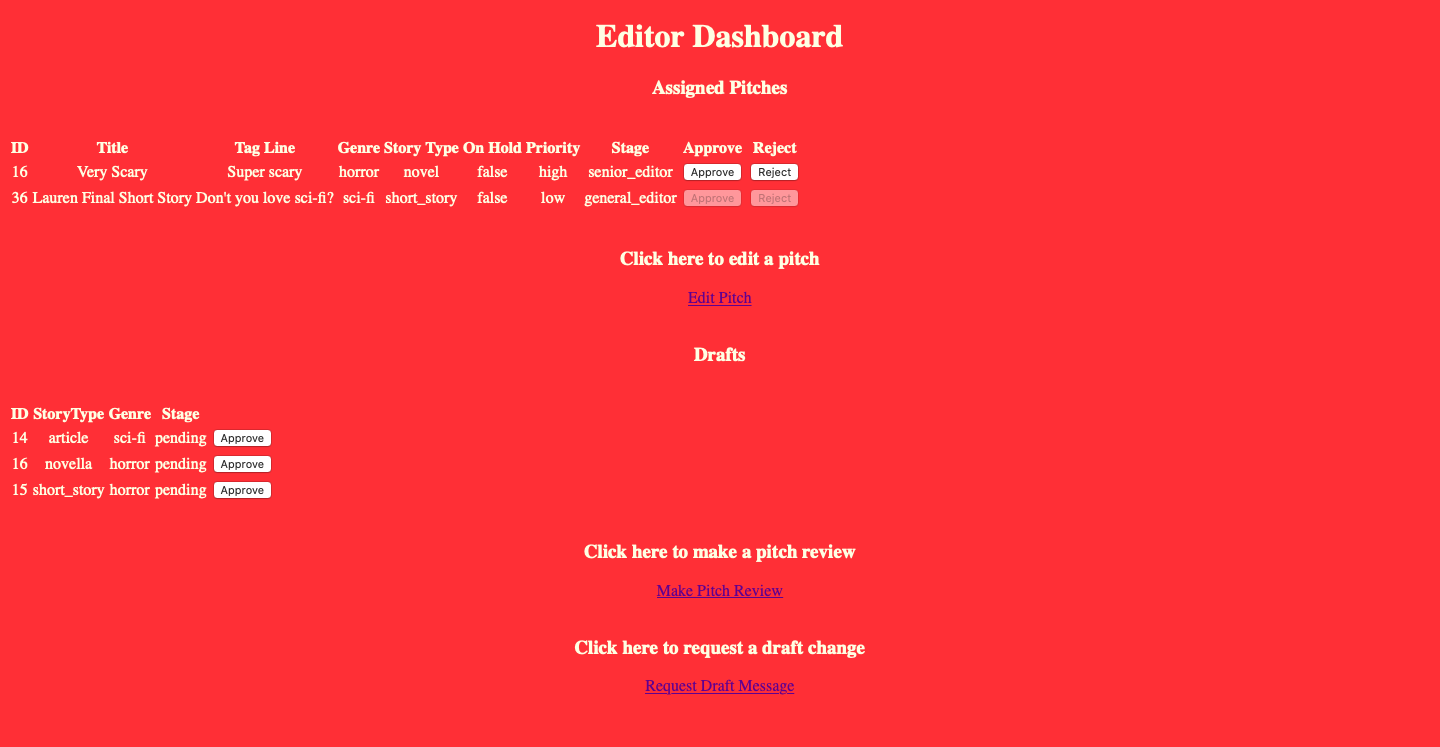 Editor Dashboard
Assigned Pitches
ID Title Tag Line Genre Story Type On Hold Priority Stage Approve Reject
16 Very Scary Super scary horror novel false high senior_editor Approve Reject
36 Lauren Final Short Story Don't you love sci-fi? sci-fi short_story false low general_editor Approve Reject
Click here to edit a pitch
Edit Pitch
Drafts
ID StoryType Genre Stage
14 article sci-fi pending Approve
16 novella horror pending Approve
15 short_story horror pending Approve
Click here to make a pitch review
Make Pitch Review
Click here to request a draft change
Request Draft Message